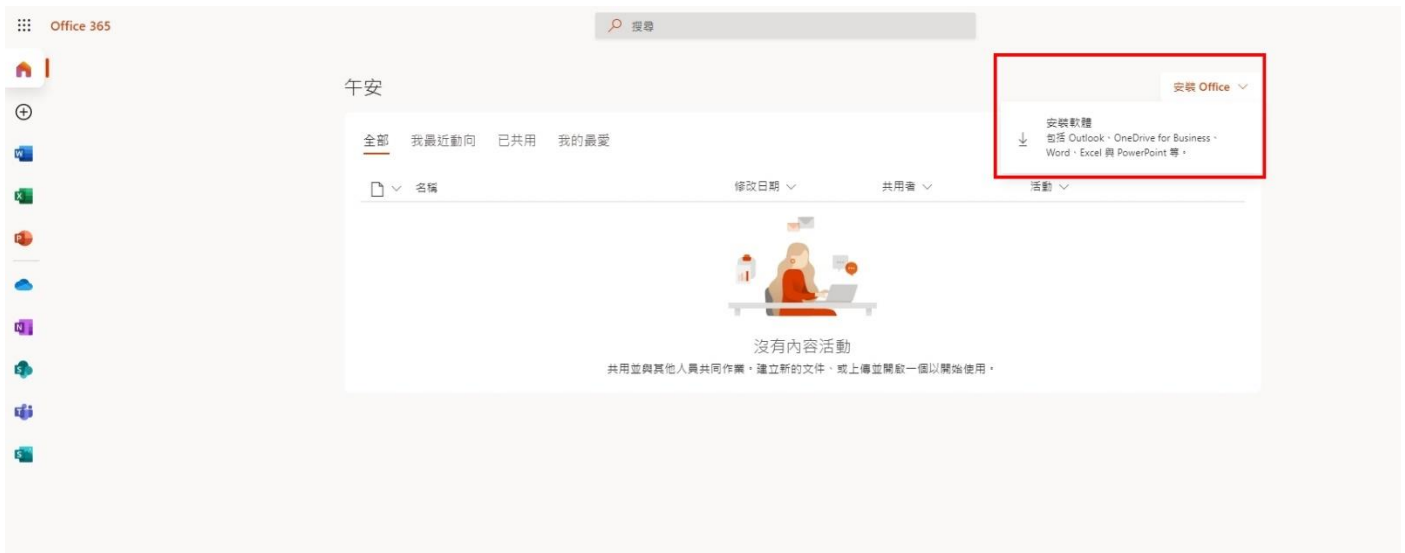 Office 365
搜尋
午安
安裝 Office
安裝軟體
包括 Outlook、OneDrive for Business、
Word、Excel 與 PowerPoint 等。
全部 我最近動向 已共用 我的最愛
名稱 修改日期 共用者 活動
沒有內容活動
共用並與其他人員共同作業。建立新的文件、或上傳並開啟一個以開始使用。